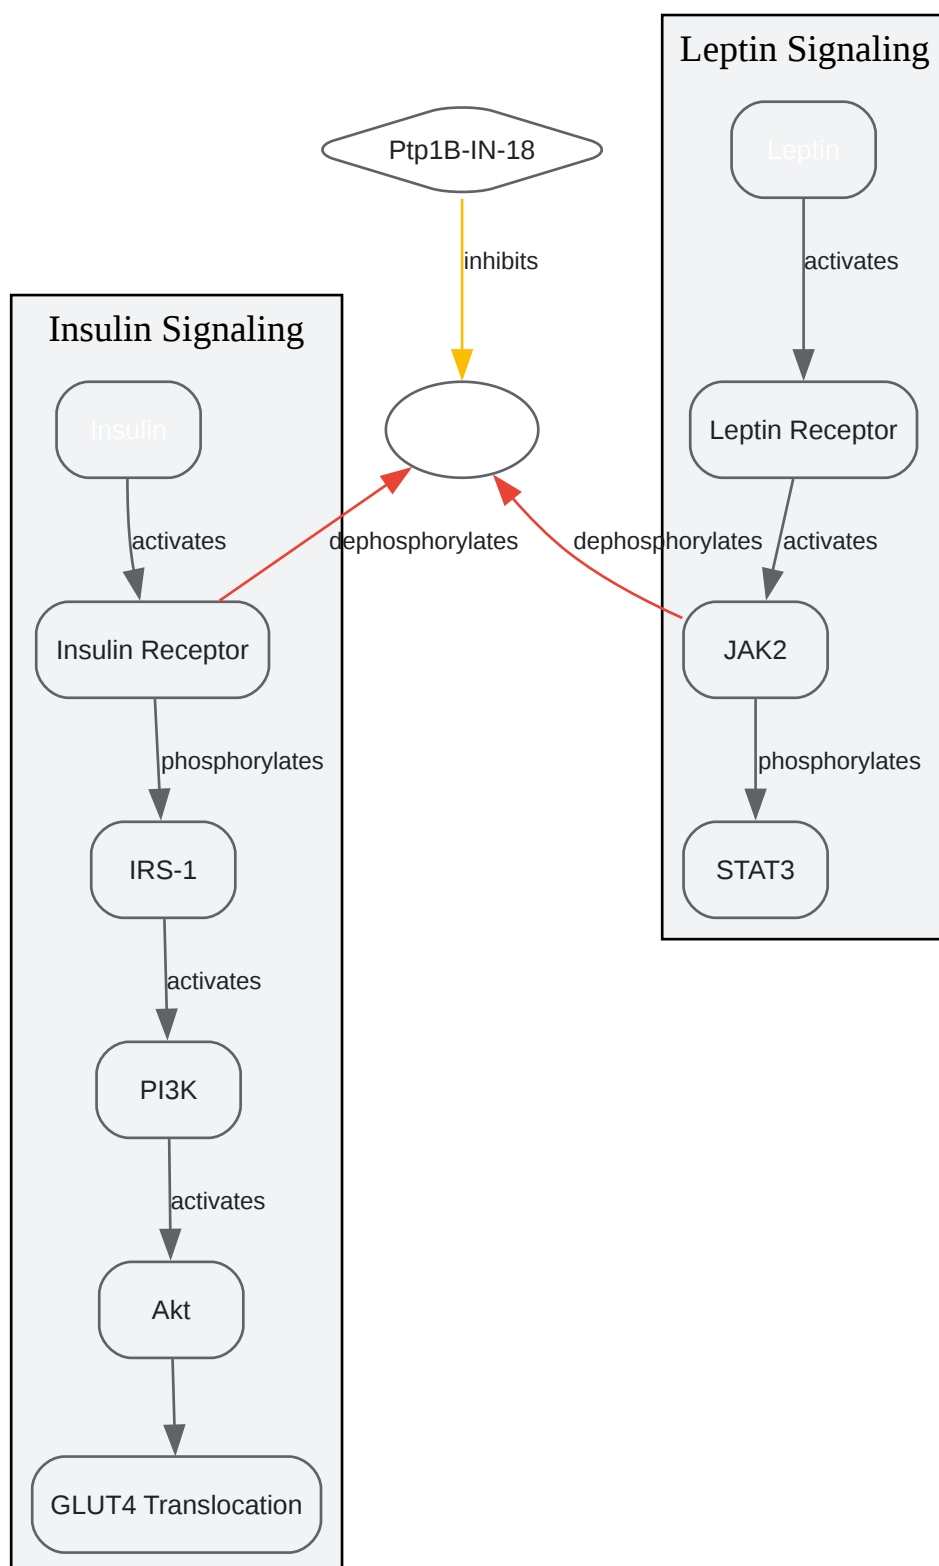 Leptin Signaling
Leptin
Ptp1B-IN-18
inhibits
activates
Insulin Signaling
Insulin
Leptin Receptor
activates
dephosphorylates
dephosphorylates
activates
Insulin Receptor
JAK2
phosphorylates
phosphorylates
IRS-1
STAT3
activates
PI3K
activates
Akt
GLUT4 Translocation